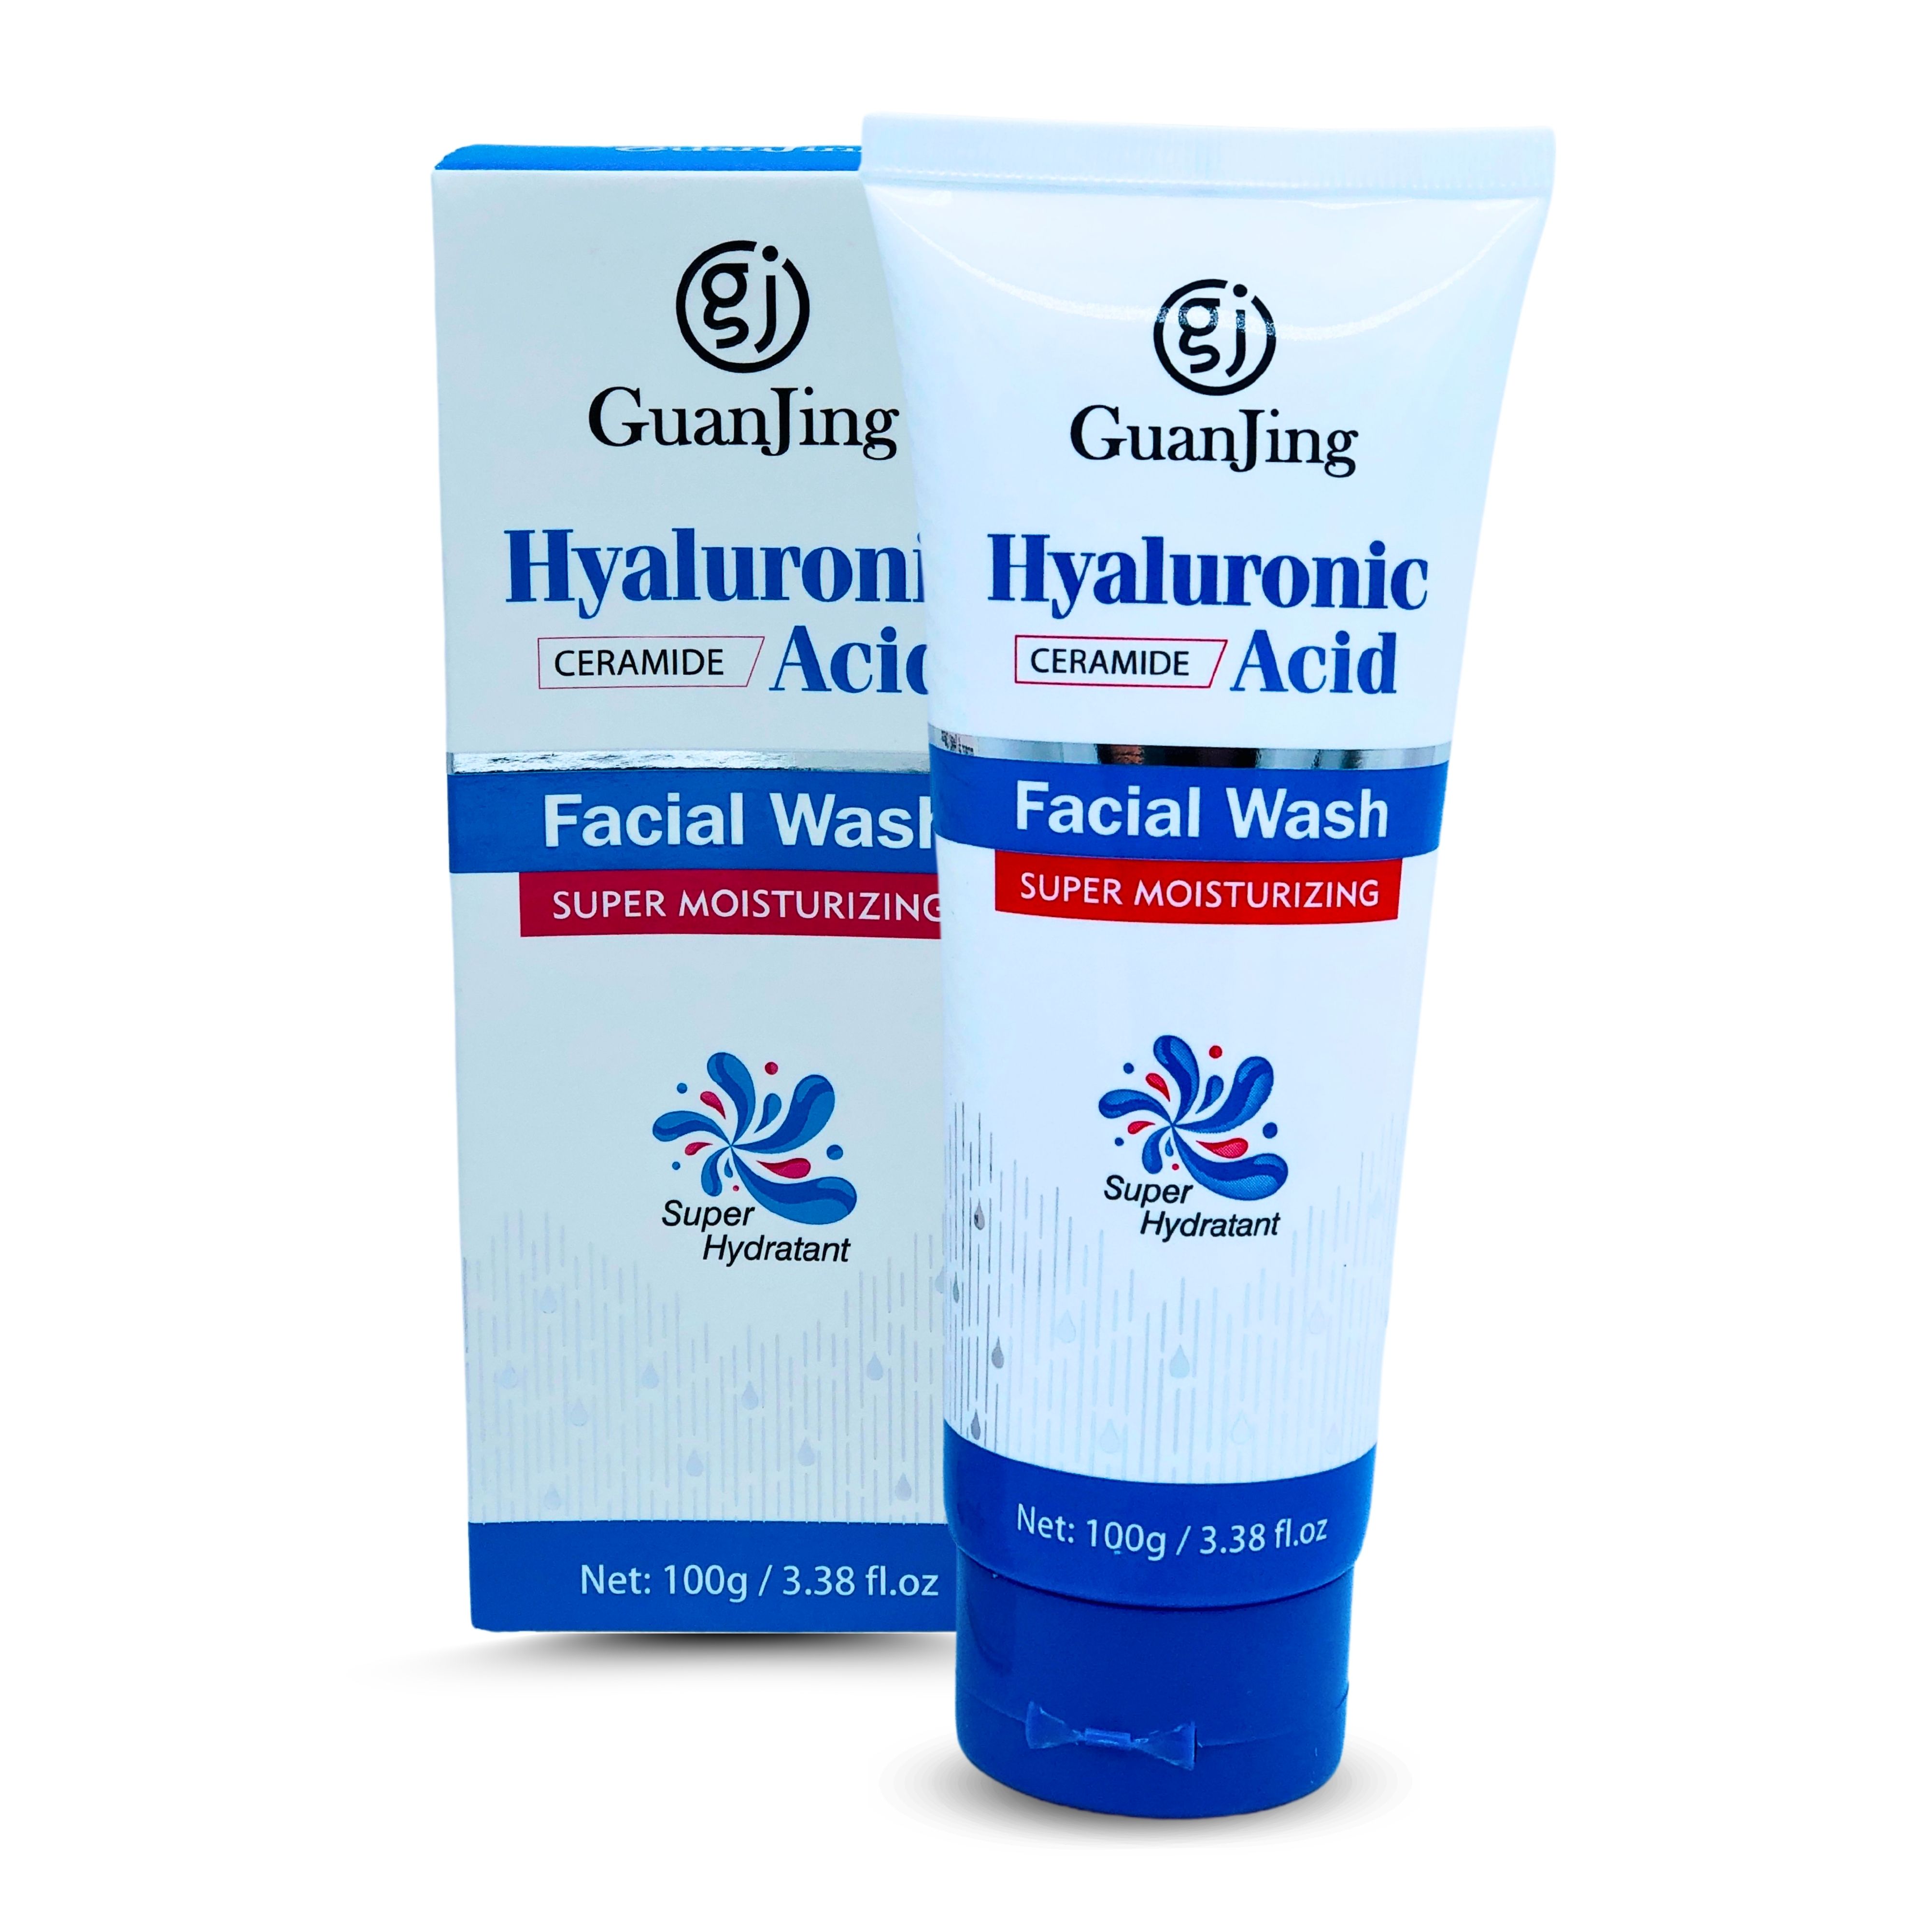 gj
GuanJing
Hyaluroni
CERAMIDE Acid
Facial Wash
SUPER MOISTURIZING
Super
Hydratant
Net: 100g / 3.38 fl.oz
gj
GuanJing
Hyaluronic
CERAMIDE Acid
Facial Wash
SUPER MOISTURIZING
Super
Hydratant
Net: 100g / 3.38 fl.oz